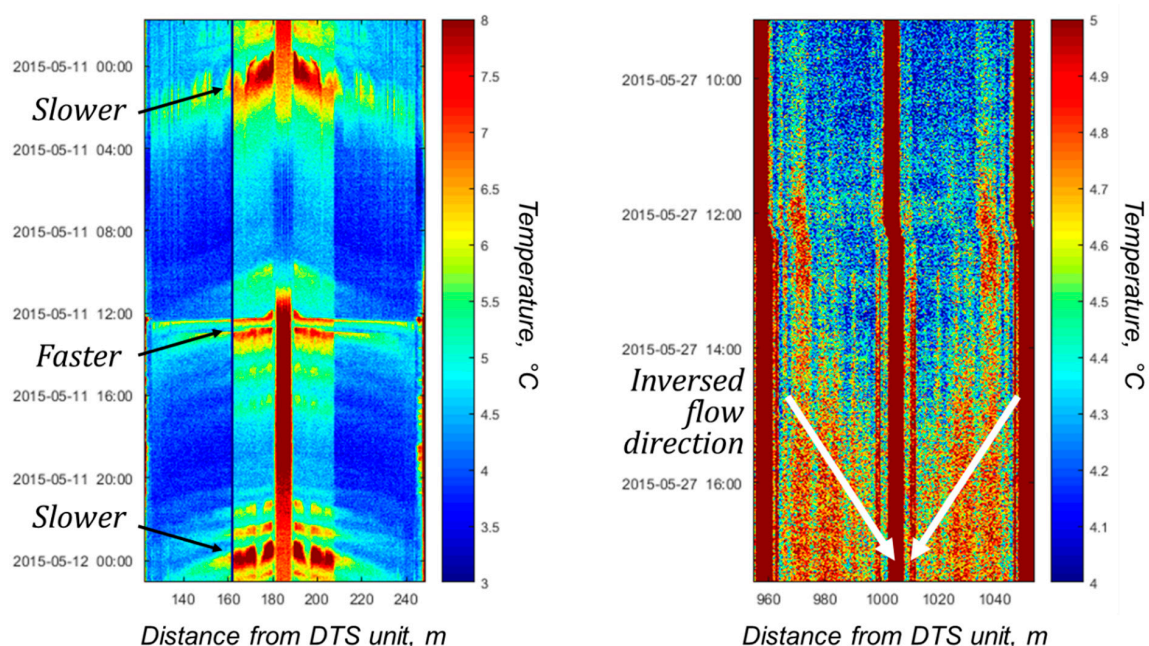 2015-05-11 00:00
Slower
2015-05-11 04:00
2015-05-11 08:00
2015-05-11 12:00
Faster
2015-05-11 16:00
2015-05-11 20:00
Slower
2015-05-12 00:00
140 160 180 200 220 240
Distance from DTS unit, m
8
7.5
7
6.5
6
5.5
5
4.5
4
3.5
3
Temperature, °C
2015-05-27 10:00
2015-05-27 12:00
2015-05-27 14:00
Inversed
flow
direction
2015-05-27 16:00
960 980 1000 1020 1040
Distance from DTS unit, m
5
4.9
4.8
4.7
4.6
4.5
4.4
4.3
4.2
4.1
4
Temperature, °C